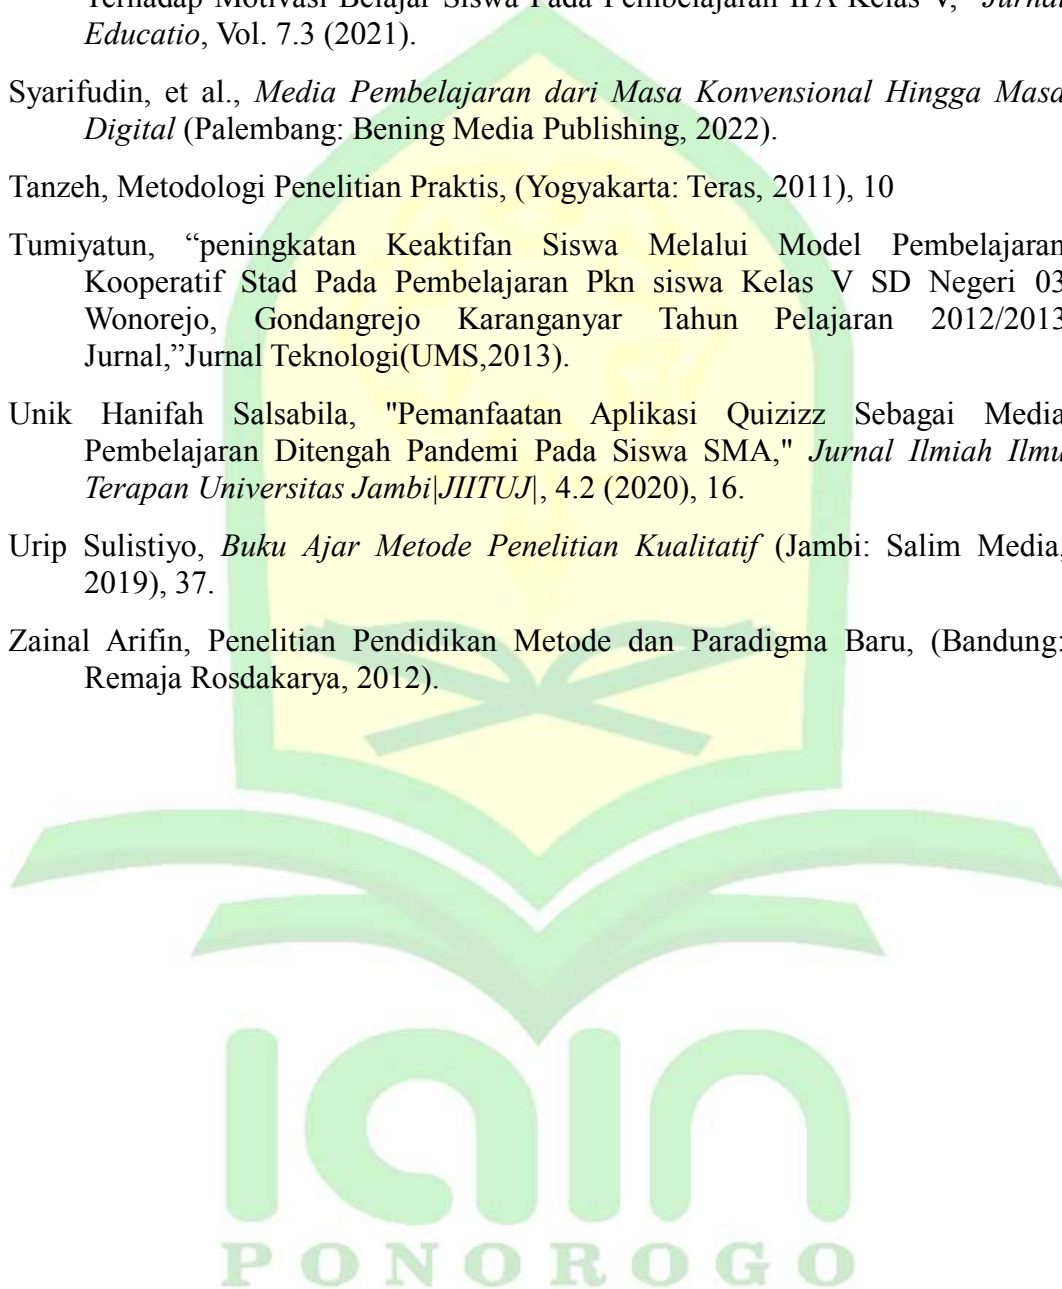 Terhadap Motivasi Belajar Siswa Pada Pembelajaran IPA Kelas V," Jurnal
Educatio, Vol. 7.3 (2021).
Syarifudin, et al., Media Pembelajaran dari Masa Konvensional Hingga Masa
Digital (Palembang: Bening Media Publishing, 2022).
Tanzeh, Metodologi Penelitian Praktis, (Yogyakarta: Teras, 2011), 10
Tumiyatun, “peningkatan Keaktifan Siswa Melalui Model Pembelajaran
Kooperatif Stad Pada Pembelajaran Pkn siswa Kelas V SD Negeri 03
Wonorejo, Gondangrejo Karanganyar Tahun Pelajaran 2012/2013
Jurnal,”Jurnal Teknologi(UMS,2013).
Unik Hanifah Salsabila, "Pemanfaatan Aplikasi Quizizz Sebagai Media
Pembelajaran Ditengah Pandemi Pada Siswa SMA," Jurnal Ilmiah Ilmu
Terapan Universitas Jambi|JIITUJ|, 4.2 (2020), 16.
Urip Sulistiyo, Buku Ajar Metode Penelitian Kualitatif (Jambi: Salim Media,
2019), 37.
Zainal Arifin, Penelitian Pendidikan Metode dan Paradigma Baru, (Bandung:
Remaja Rosdakarya, 2012).
iain
PONOROGO